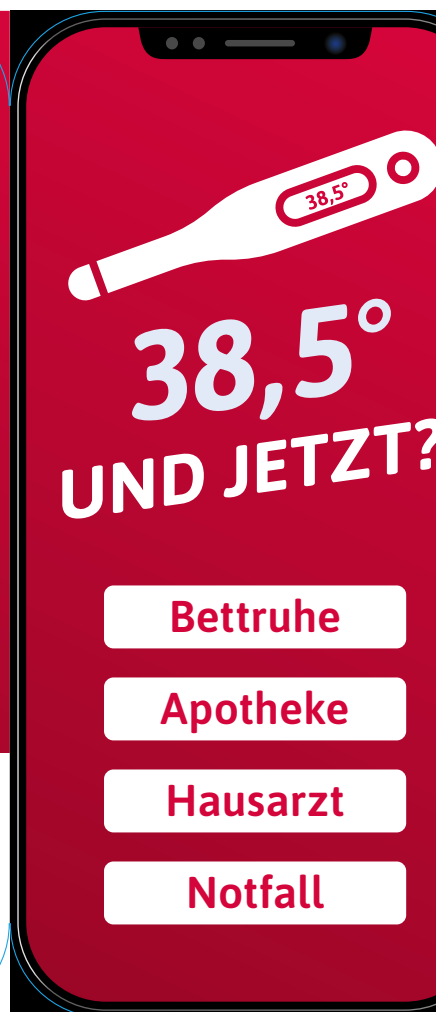 38,5°
38,5°
UND JETZT?
Bettruhe
Apotheke
Hausarzt
Notfall